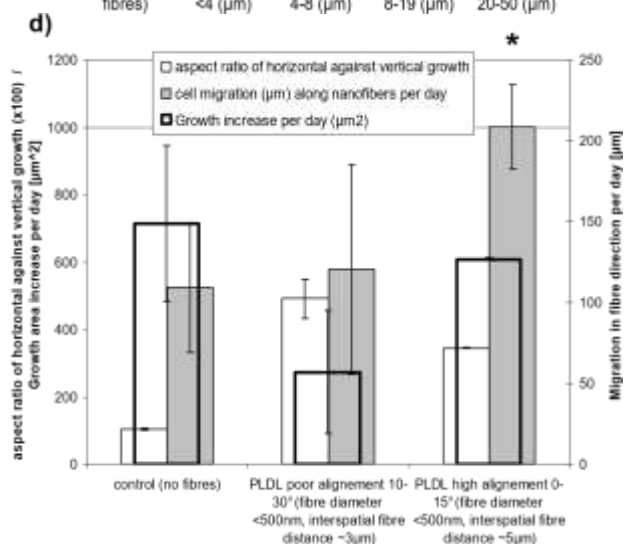 fibres) <4 (µm) 4-8 (µm) 8-19 (µm) 20-50 (µm)
d)
*
aspect ratio of horizontal against vertical growth (x100) /
Growth area increase per day [µm^2]
1200
1000
800
600
400
200
0
aspect ratio of horizontal against vertical growth
cell migration (µm) along nanofibers per day
Growth increase per day (µm2)
250
200
150
100
50
0
Migration in fibre direction per day [µm]
control (no fibres)
PLDL poor alignement 10-
30° (fibre diameter
<500nm, interspatial fibre
distance ~3µm)
PLDL high alignement 0-
15° (fibre diameter
<500nm, interspatial fibre
distance ~5µm)